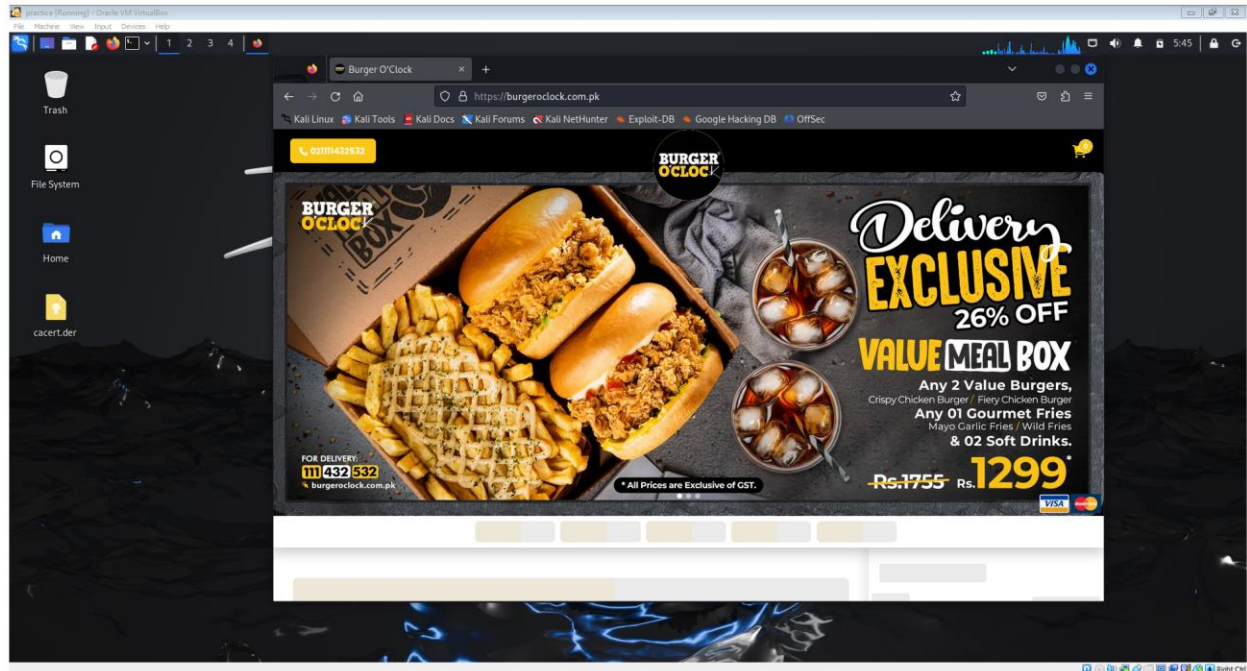 practice [Running] - Oracle VM VirtualBox
File Machine View Input Devices Help
1 2 3 4
5:45
Trash
File System
Home
cacert.der
Burger O'Clock
https://burgeroclock.com.pk
Kali Linux Kali Tools Kali Docs Kali Forums Kali NetHunter Exploit-DB Google Hacking DB OffSec
021111432532
BURGER
O'CLOCK
0
BURGER
O'CLOCK
MEAL
BOX
Delivery
EXCLUSIVE
26% OFF
VALUE MEAL BOX
Any 2 Value Burgers,
Crispy Chicken Burger / Fiery Chicken Burger
Any 01 Gourmet Fries
Mayo Garlic Fries / Wild Fries
& 02 Soft Drinks.
Rs.1755 Rs.1299*
FOR DELIVERY:
111 432 532
burgeroclock.com.pk
*All Prices are Exclusive of GST.
VISA
Right Ctrl